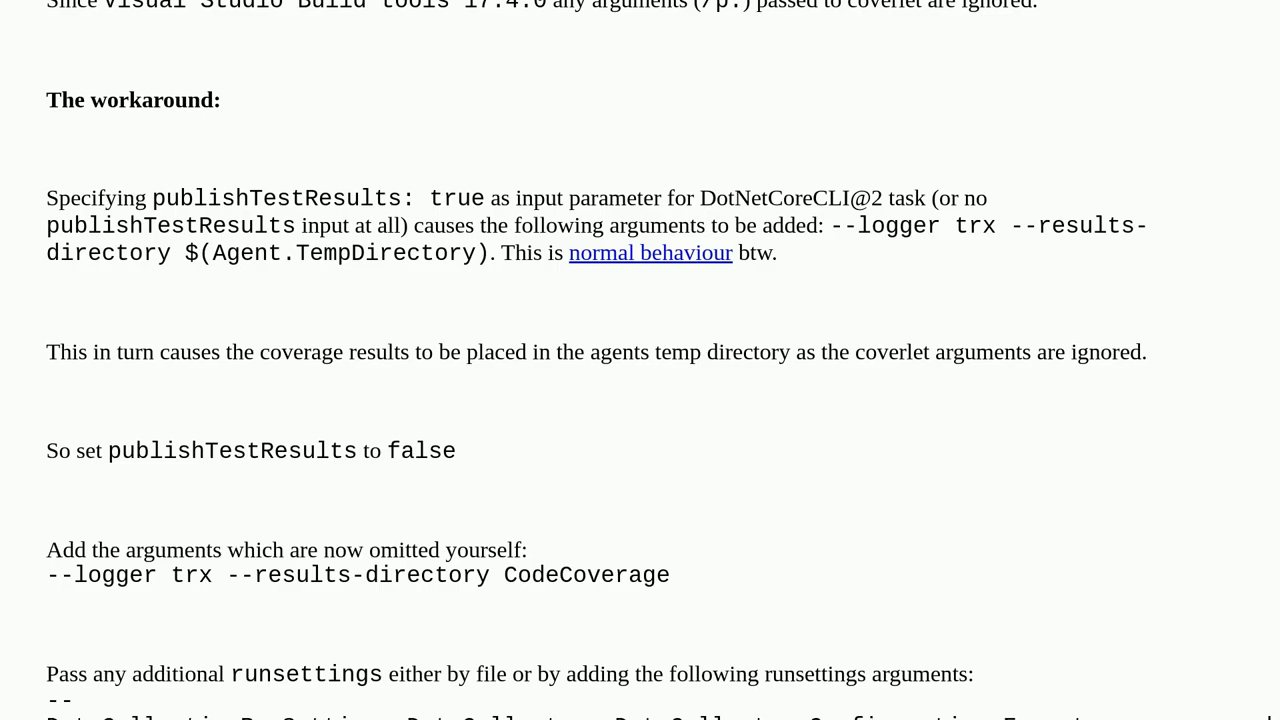 Since Visual Studio Build tools 17.4.0 any arguments (/p:) passed to coverlet are ignored.
The workaround:
Specifying publishTestResults: true as input parameter for DotNetCoreCLI@2 task (or no
publishTestResults input at all) causes the following arguments to be added: --logger trx --results-
directory $(Agent.TempDirectory). This is normal behaviour btw.
This in turn causes the coverage results to be placed in the agents temp directory as the coverlet arguments are ignored.
So set publishTestResults to false
Add the arguments which are now omitted yourself:
--logger trx --results-directory CodeCoverage
Pass any additional runsettings either by file or by adding the following runsettings arguments:
--